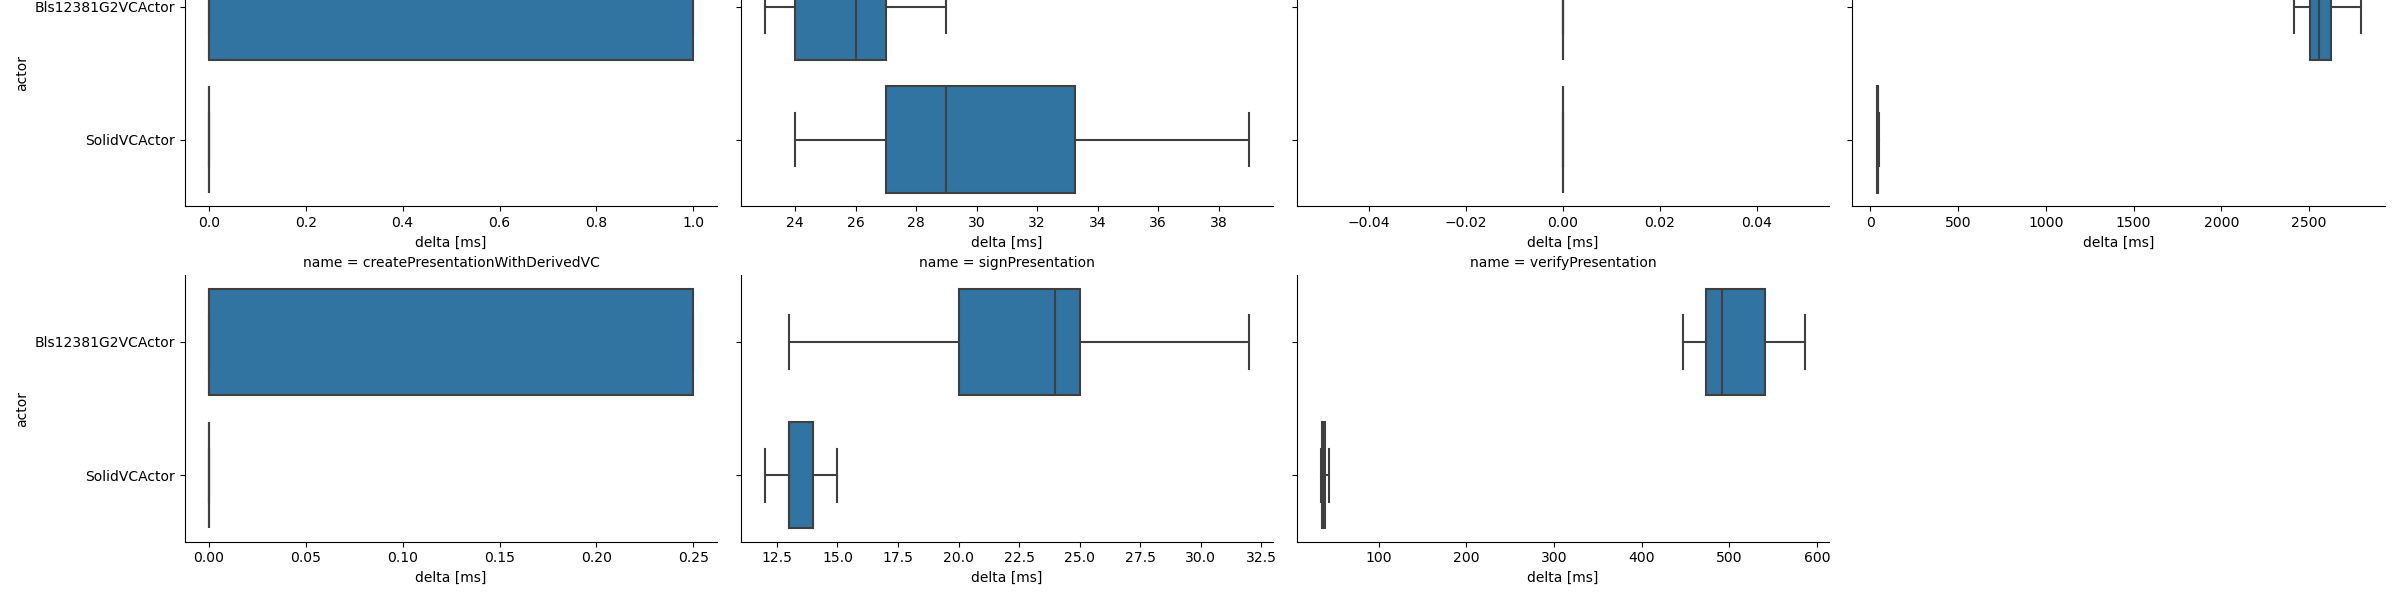 Bls12381G2VCActor
actor
SolidVCActor
0.0 0.2 0.4 0.6 0.8 1.0
delta [ms]
24 26 28 30 32 34 36 38
delta [ms]
−0.04 −0.02 0.00 0.02 0.04
delta [ms]
0 500 1000 1500 2000 2500
delta [ms]
name = createPresentationWithDerivedVC
Bls12381G2VCActor
actor
SolidVCActor
0.00 0.05 0.10 0.15 0.20 0.25
delta [ms]
name = signPresentation
12.5 15.0 17.5 20.0 22.5 25.0 27.5 30.0 32.5
delta [ms]
name = verifyPresentation
100 200 300 400 500 600
delta [ms]